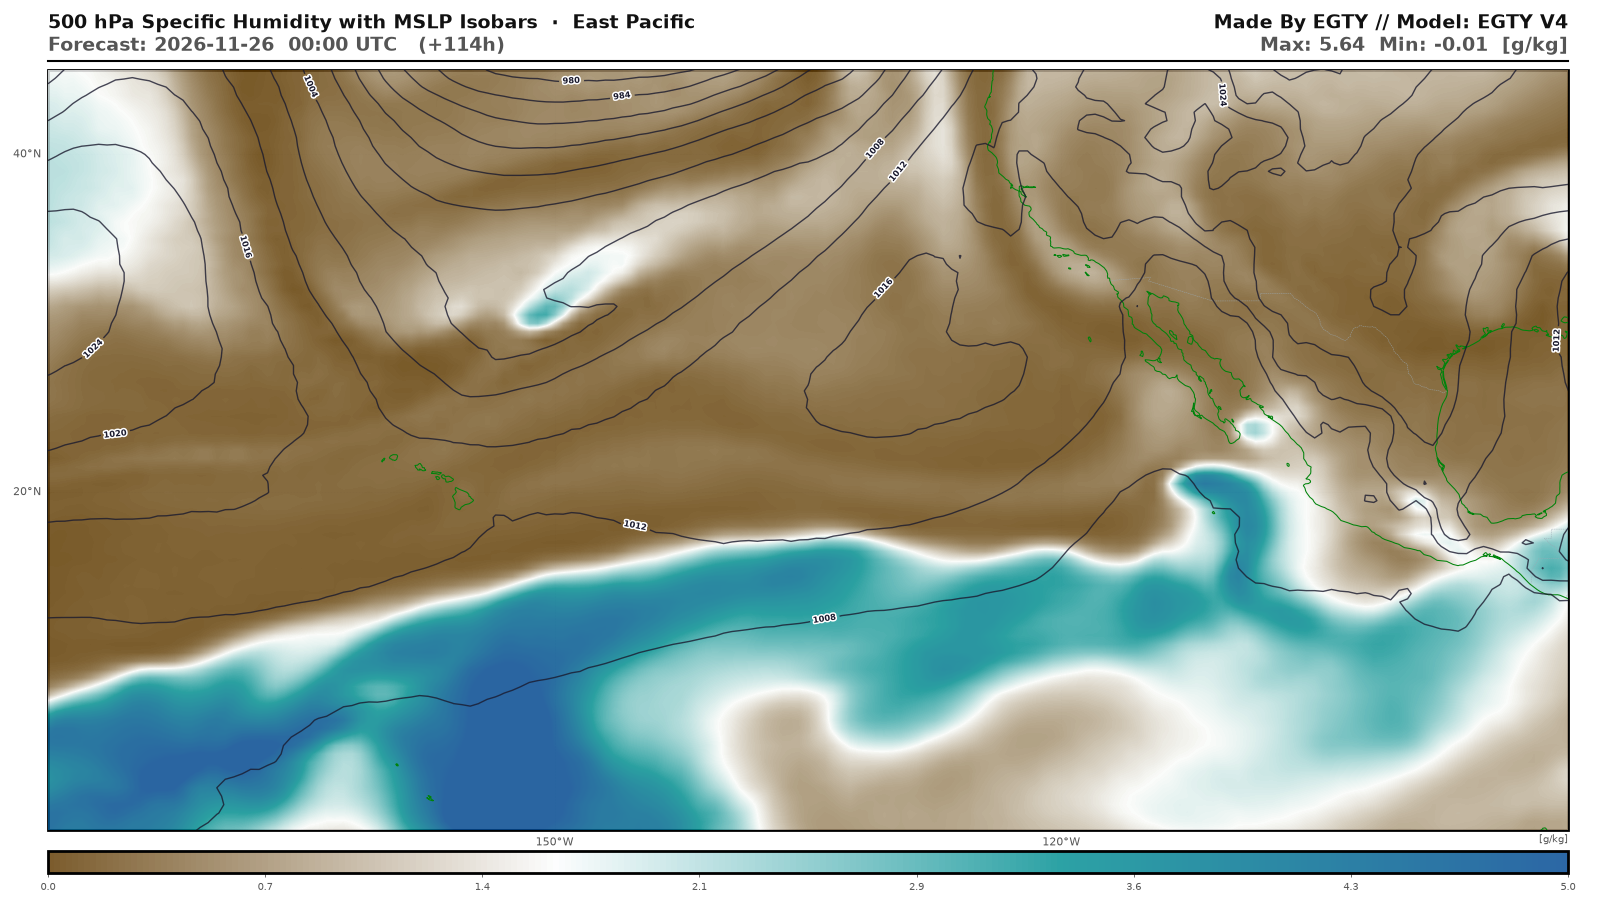 500 hPa Specific Humidity with MSLP Isobars · East Pacific
Made By EGTY // Model: EGTY V4
Forecast: 2026-11-26 00:00 UTC (+114h)
Max: 5.64 Min: -0.01 [g/kg]
980
984
1004
1024
1008
1012
40°N
1016
1016
1024
1012
1020
20°N
1012
1008
150°W
120°W
[g/kg]
0.0
0.7
1.4
2.1
2.9
3.6
4.3
5.0